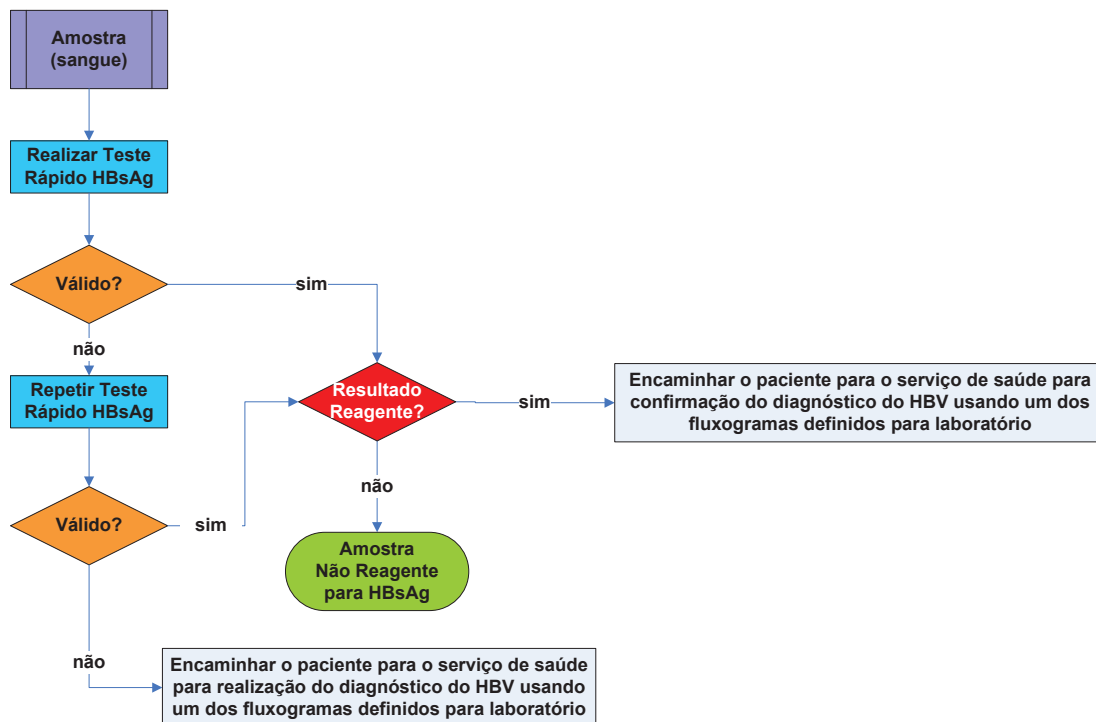 Amostra
(sangue)
Realizar Teste
Rápido HBsAg
Válido?
sim
não
Repetir Teste
Rápido HBsAg
Resultado
Reagente?
sim
Encaminhar o paciente para o serviço de saúde para
confirmação do diagnóstico do HBV usando um dos
fluxogramas definidos para laboratório
não
Válido?
sim
Amostra
Não Reagente
para HBsAg
não
Encaminhar o paciente para o serviço de saúde
para realização do diagnóstico do HBV usando
um dos fluxogramas definidos para laboratório